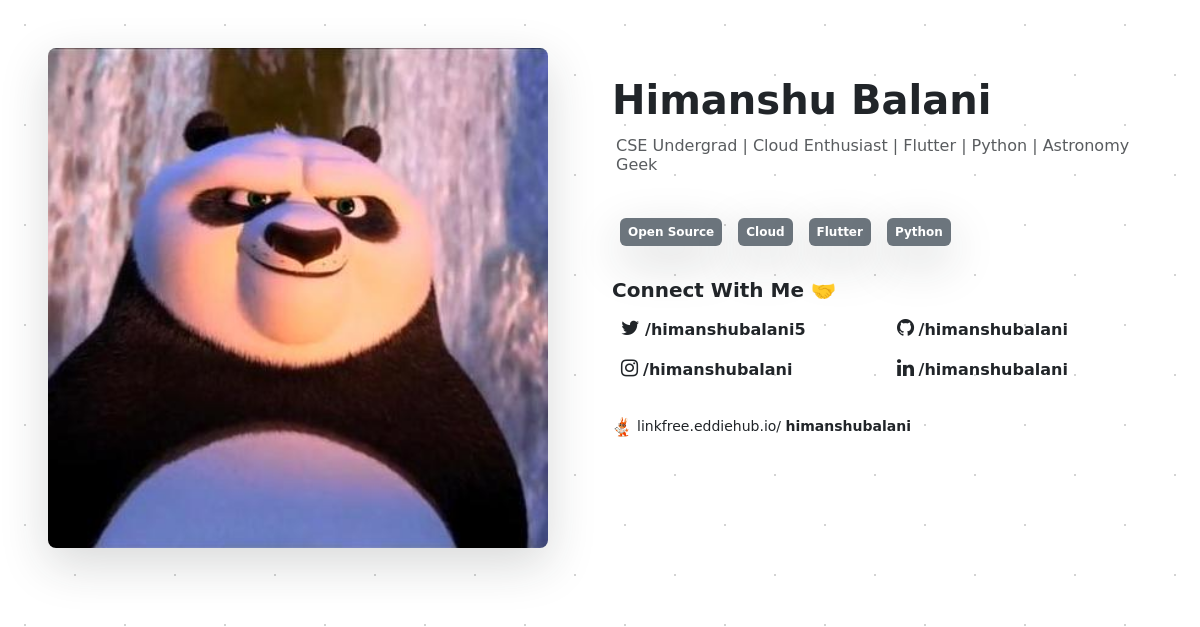 Himanshu Balani
CSE Undergrad | Cloud Enthusiast | Flutter | Python | Astronomy
Geek
Open Source Cloud Flutter Python
Connect With Me 🤝
/himanshubalani5 /himanshubalani
/himanshubalani /himanshubalani
linkfree.eddiehub.io/ himanshubalani